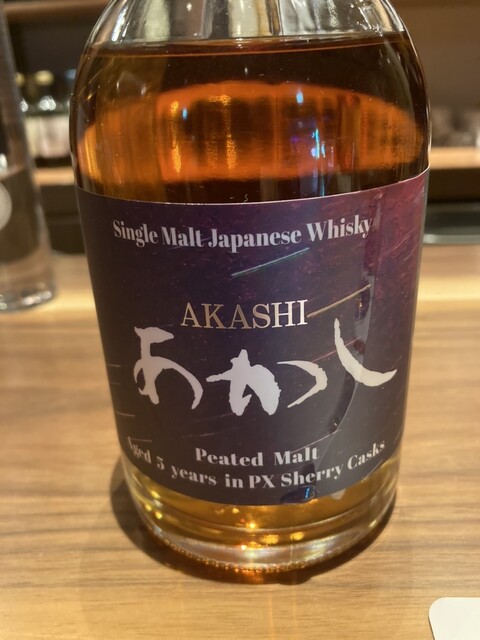 Single Malt Japanese Whisky
AKASHI
あかし
Peated Malt
Aged 5 years in PX Sherry Casks